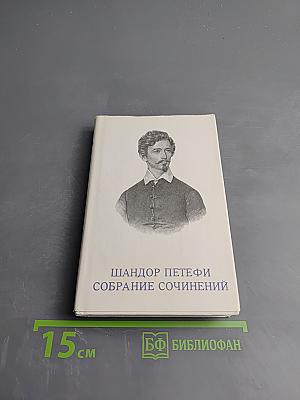 ШАНДОР ПЕТЕФИ
СОБРАНИЕ СОЧИНЕНИЙ
15 см
БФ БИБЛИОФАН